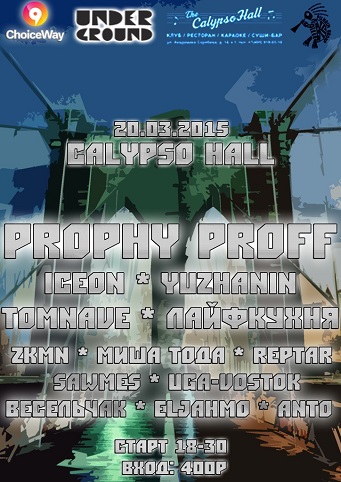 ChoiceWay
UNDER
GROUND
The
Calypso Hall
КЛУБ / РЕСТОРАН / КАРАОКЕ / СУШИ-БАР
20.03.2015
CALYPSO HALL
PROPHY PROFF
ICEON * YUZHANIN
TOMNAVE * ЛАЙФКУХНЯ
ZKMN * МИША ТОДА * REPTAR
SAWMES * UGA-VOSTOK
ВЕСЕЛЬЧАК * ELJAHMO * ANTO
СТАРТ 18-30
ВХОД: 400Р